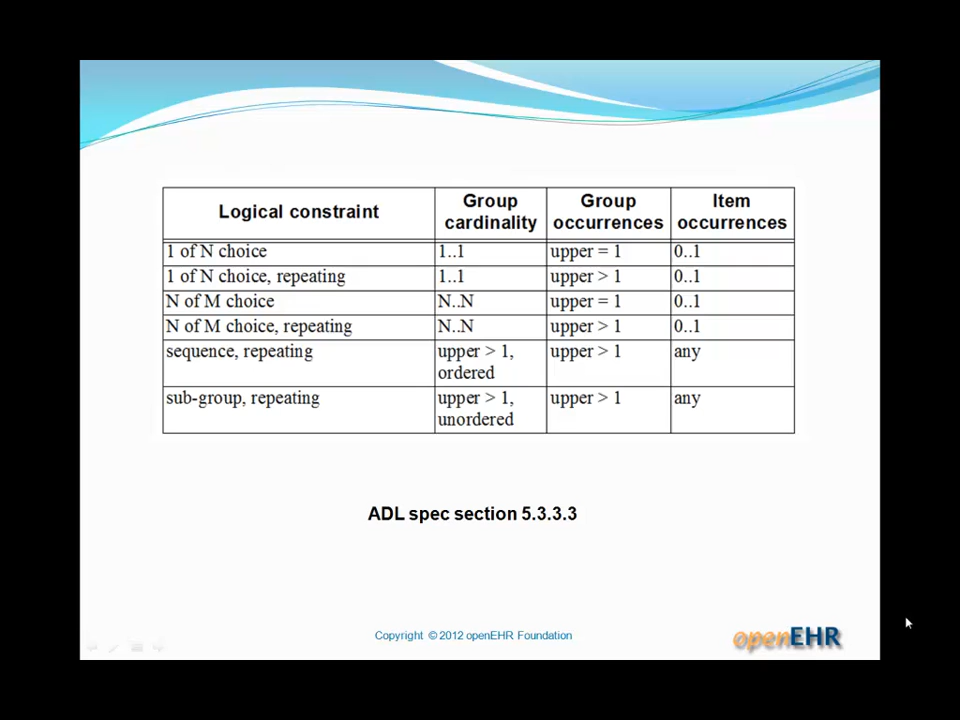 Logical constraint Group cardinality Group occurrences Item occurrences
1 of N choice 1..1 upper = 1 0..1
1 of N choice, repeating 1..1 upper > 1 0..1
N of M choice N..N upper = 1 0..1
N of M choice, repeating N..N upper > 1 0..1
sequence, repeating upper > 1, ordered upper > 1 any
sub-group, repeating upper > 1, unordered upper > 1 any
ADL spec section 5.3.3.3
Copyright © 2012 openEHR Foundation
openEHR